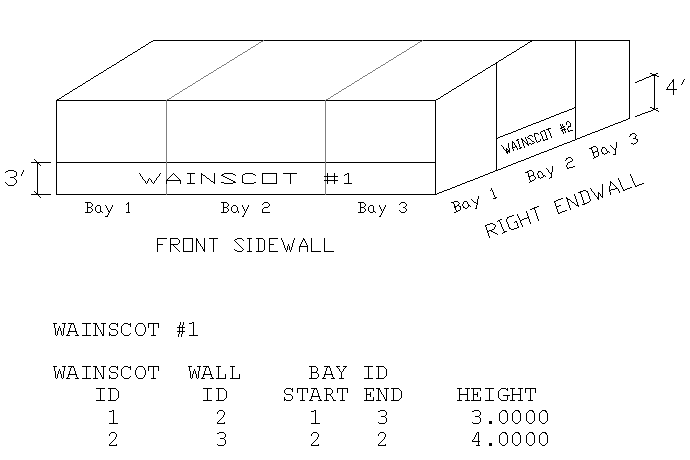 4'
WAINSCOT #2
3'
WAINSCOT #1
Bay 1 Bay 2 Bay 3
Bay 1 Bay 2 Bay 3
RIGHT ENDWALL
FRONT SIDEWALL
WAINSCOT #1
WAINSCOT WALL BAY ID
ID ID START END HEIGHT
1 2 1 3 3.0000
2 3 2 2 4.0000